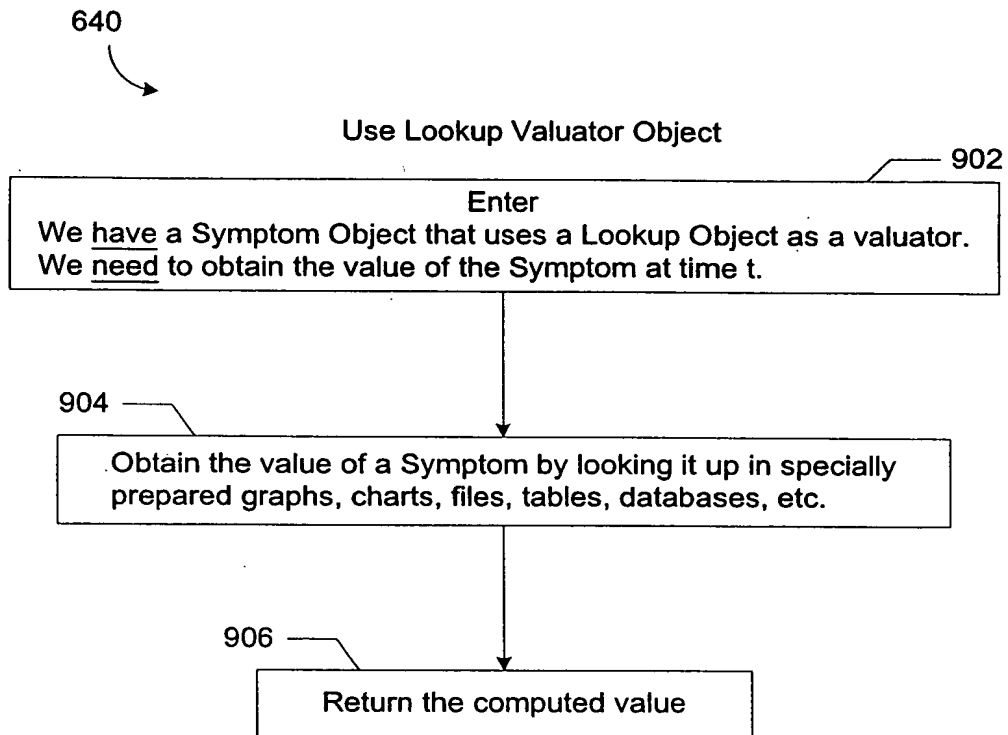 640
Use Lookup Valuator Object
902
Enter
We have a Symptom Object that uses a Lookup Object as a valuator.
We need to obtain the value of the Symptom at time t.
904
Obtain the value of a Symptom by looking it up in specially
prepared graphs, charts, files, tables, databases, etc.
906
Return the computed value